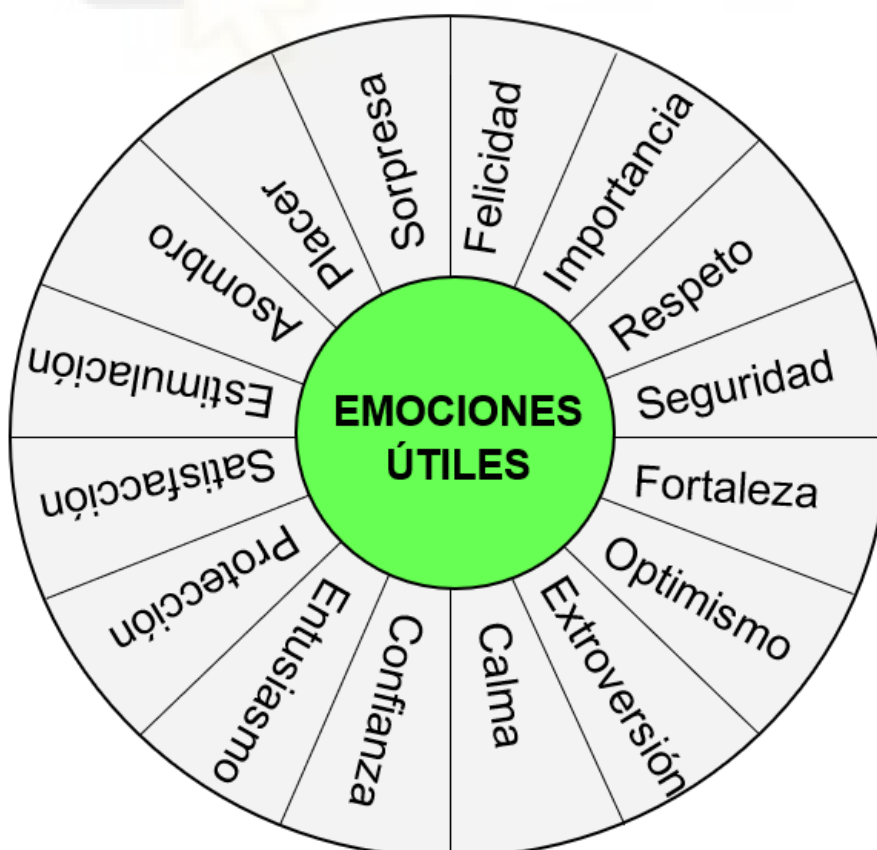 EMOCIONES
ÚTILES
Felicidad
Importancia
Respeto
Seguridad
Fortaleza
Optimismo
Extroversión
Calma
Confianza
Entusiasmo
Protección
Satisfacción
Estimulación
Asombro
Placer
Sorpresa